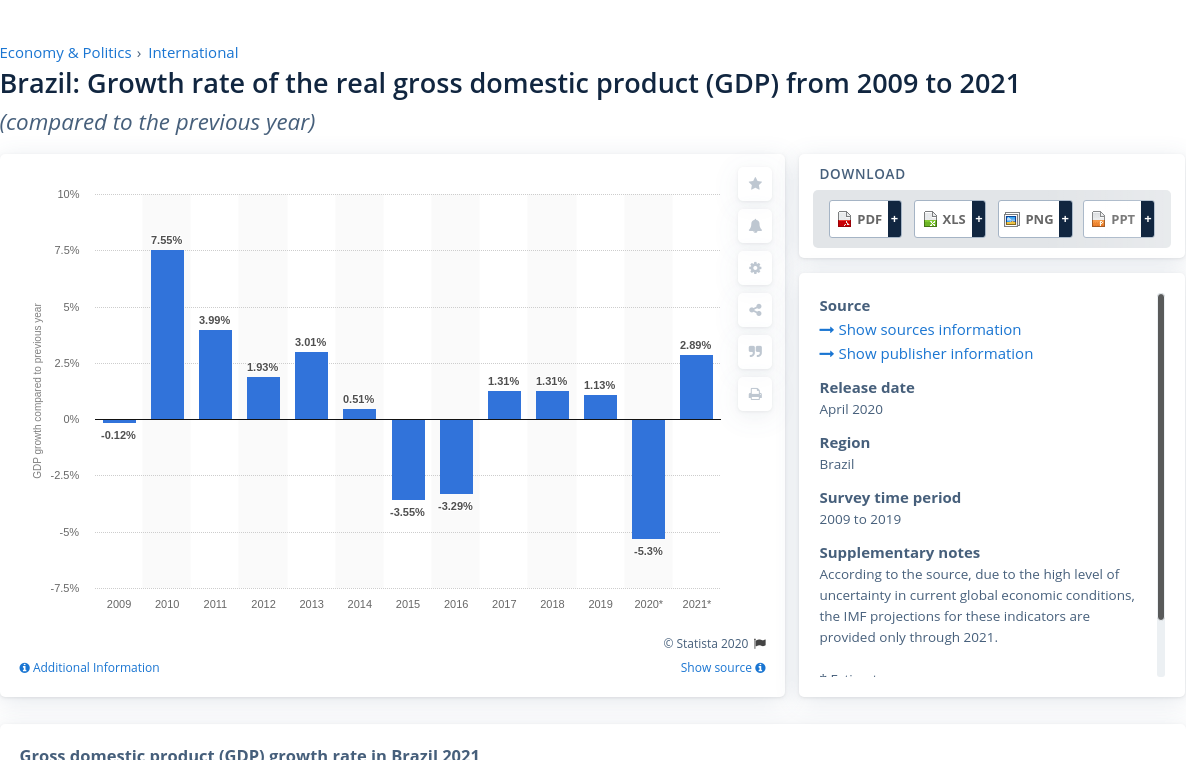 Economy & Politics › International
Brazil: Growth rate of the real gross domestic product (GDP) from 2009 to 2021
(compared to the previous year)
GDP growth compared to previous year
10%
7.5%
5%
2.5%
0%
-2.5%
-5%
-7.5%
-0.12%
7.55%
3.99%
1.93%
3.01%
0.51%
-3.55%
-3.29%
1.31%
1.31%
1.13%
-5.3%
2.89%
2009 2010 2011 2012 2013 2014 2015 2016 2017 2018 2019 2020* 2021*
© Statista 2020
Additional Information
Show source
DOWNLOAD
PDF + XLS + PNG + PPT +
Source
Show sources information
Show publisher information
Release date
April 2020
Region
Brazil
Survey time period
2009 to 2019
Supplementary notes
According to the source, due to the high level of
uncertainty in current global economic conditions,
the IMF projections for these indicators are
provided only through 2021.
Gross domestic product (GDP) growth rate in Brazil 2021